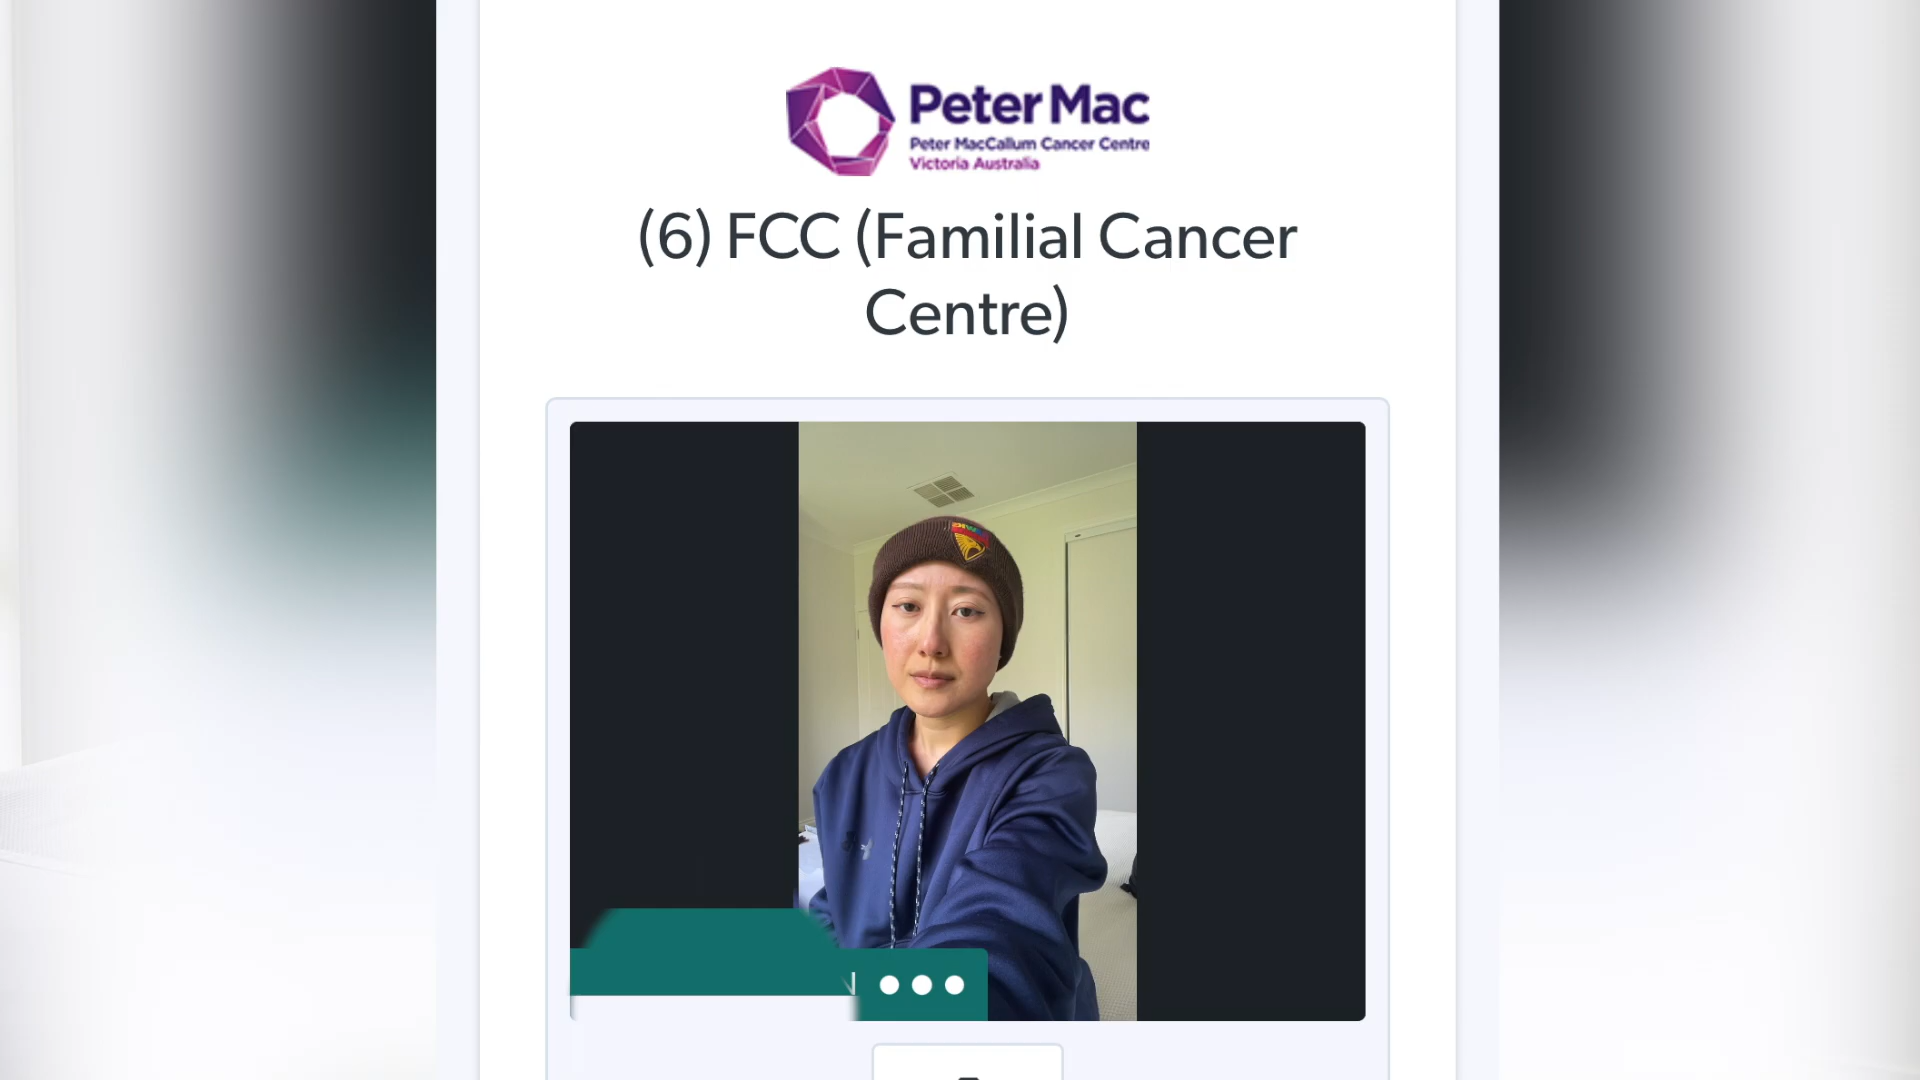 Peter Mac
Peter MacCallum Cancer Centre
Victoria Australia
(6) FCC (Familial Cancer
Centre)